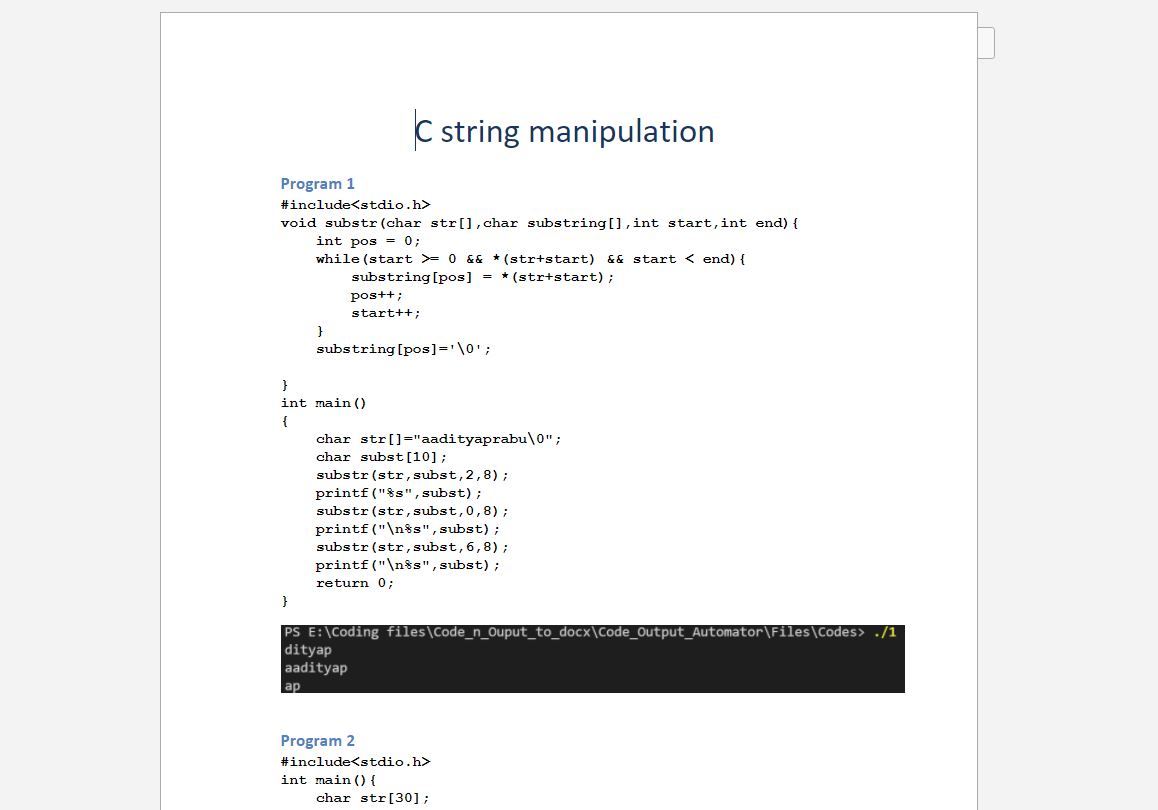 C string manipulation
Program 1
#include<stdio.h>
void substr(char str[],char substring[],int start,int end){
    int pos = 0;
    while(start >= 0 && *(str+start) && start < end){
        substring[pos] = *(str+start);
        pos++;
        start++;
    }
    substring[pos]='\0';
}
int main()
{
    char str[]="aadityaprabu\0";
    char subst[10];
    substr(str,subst,2,8);
    printf("%s",subst);
    substr(str,subst,0,8);
    printf("\n%s",subst);
    substr(str,subst,6,8);
    printf("\n%s",subst);
    return 0;
}
PS E:\Coding files\Code_n_Ouput_to_docx\Code_Output_Automator\Files\Codes> ./1
dityap
aadityap
ap
Program 2
#include<stdio.h>
int main(){
    char str[30];